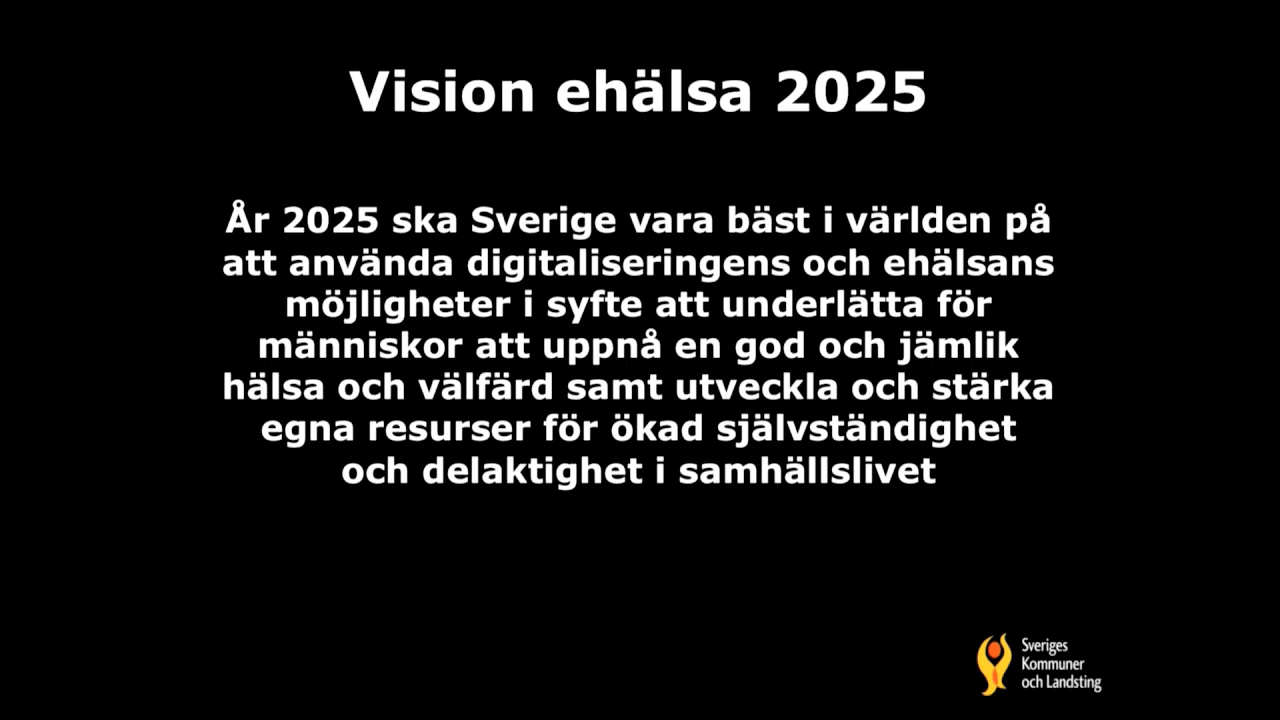 Vision ehälsa 2025
År 2025 ska Sverige vara bäst i världen på
att använda digitaliseringens och ehälsans
möjligheter i syfte att underlätta för
människor att uppnå en god och jämlik
hälsa och välfärd samt utveckla och stärka
egna resurser för ökad självständighet
och delaktighet i samhällslivet
Sveriges
Kommuner
och Landsting